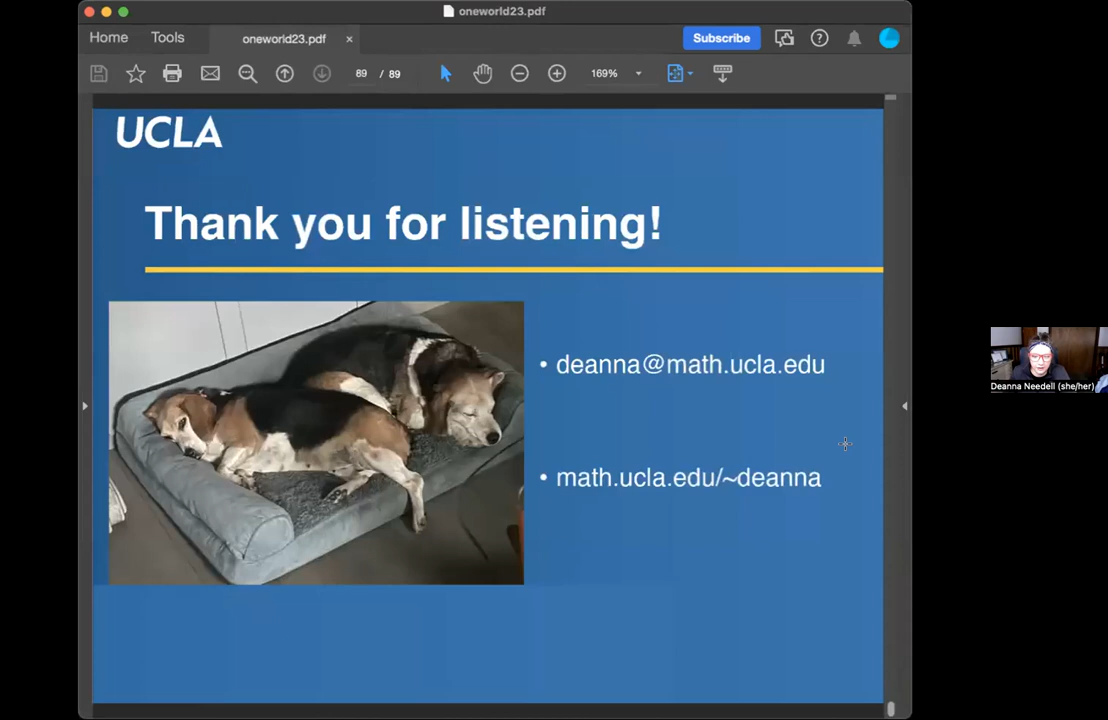 oneworld23.pdf
Home
Tools
oneworld23.pdf
Subscribe
89 / 89
169%
UCLA
Thank you for listening!
• deanna@math.ucla.edu
• math.ucla.edu/~deanna
Deanna Needell (she/her)